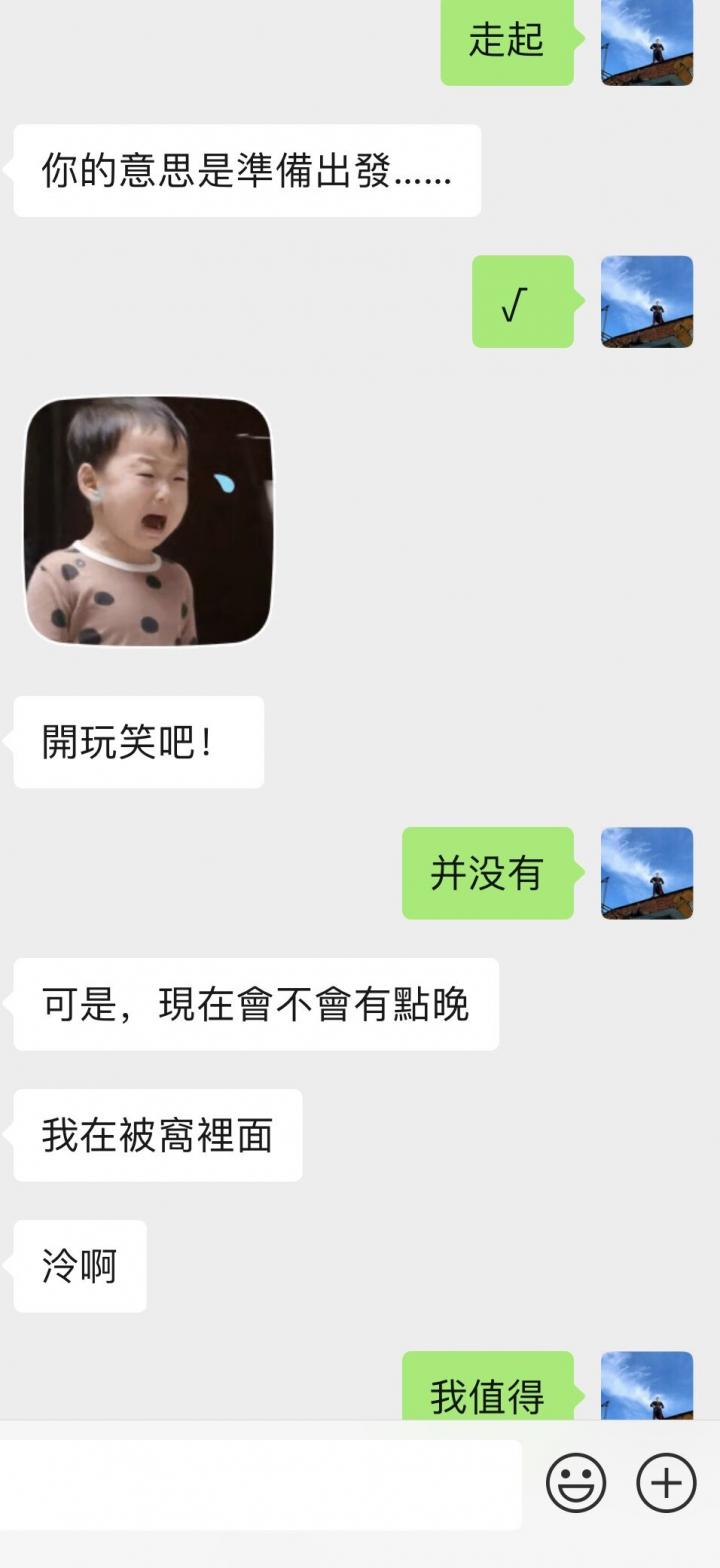 走起
你的意思是準備出發……
√
開玩笑吧！
并没有
可是，現在會不會有點晚
我在被窩裡面
泠啊
我值得